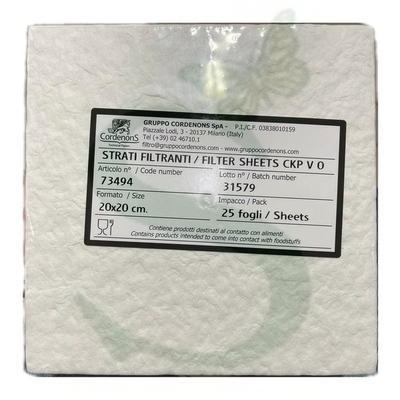 CordenonS
GRUPPO CORDENONS SpA - P.I./C.F. 03838010159
Piazzale Lodi, 3 - 20137 Milano (Italy)
Tel (+39) 02 46710.1
filtro@gruppocordenons.com - www.gruppocordenons.com
STRATI FILTRANTI / FILTER SHEETS CKP V 0
Articolo n° / Code number
73494
Lotto n° / Batch number
31579
Formato / Size
20x20 cm.
Impacco / Pack
25 fogli / Sheets
Contiene prodotti destinati al contatto con alimenti
Contains products intended to come into contact with foodstuffs